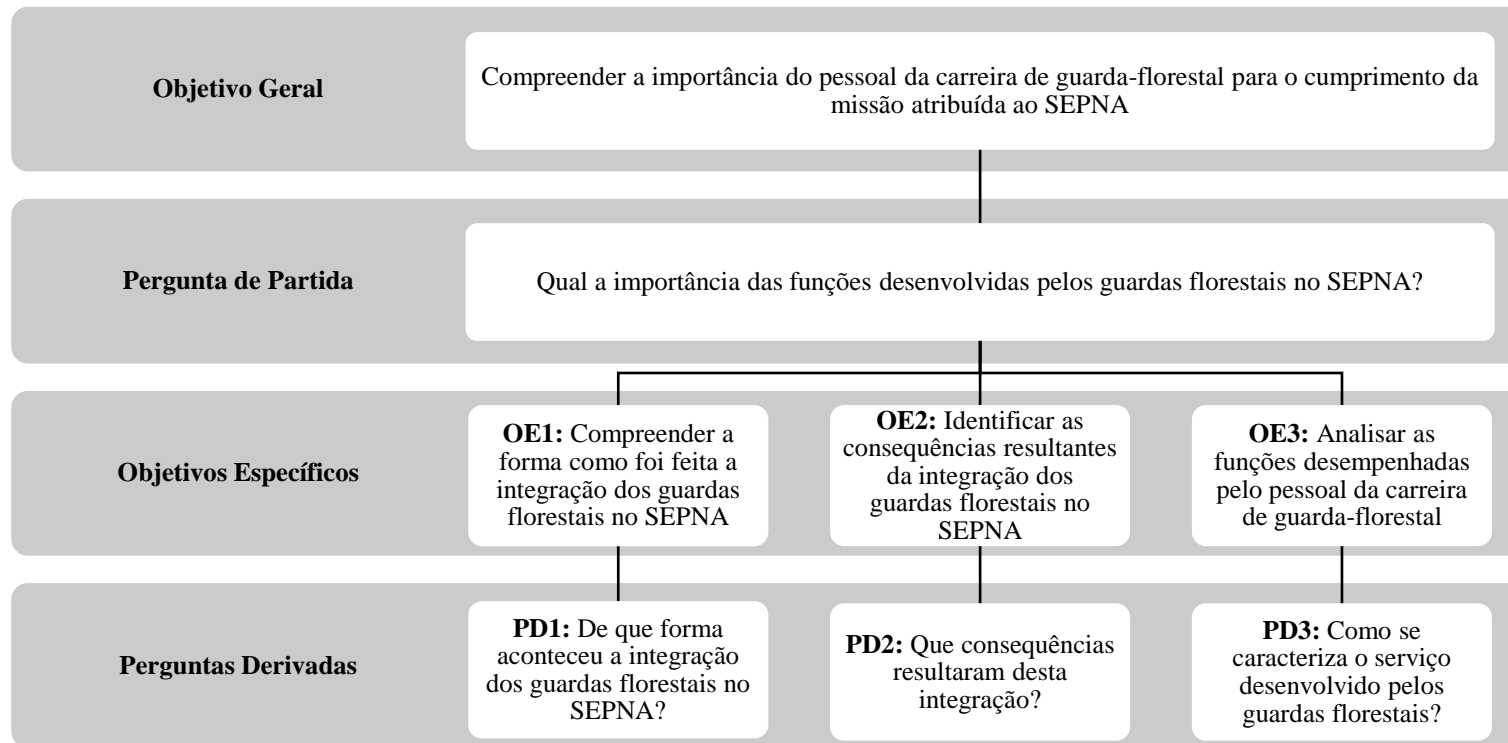 Objetivo Geral
Compreender a importância do pessoal da carreira de guarda-florestal para o cumprimento da
missão atribuída ao SEPNA
Pergunta de Partida
Qual a importância das funções desenvolvidas pelos guardas florestais no SEPNA?
Objetivos Específicos
OE1: Compreender a
forma como foi feita a
integração dos guardas
florestais no SEPNA
OE2: Identificar as
consequências resultantes
da integração dos
guardas florestais no
SEPNA
OE3: Analisar as
funções desempenhadas
pelo pessoal da carreira
de guarda-florestal
Perguntas Derivadas
PD1: De que forma
aconteceu a integração
dos guardas florestais no
SEPNA?
PD2: Que consequências
resultaram desta
integração?
PD3: Como se
caracteriza o serviço
desenvolvido pelos
guardas florestais?